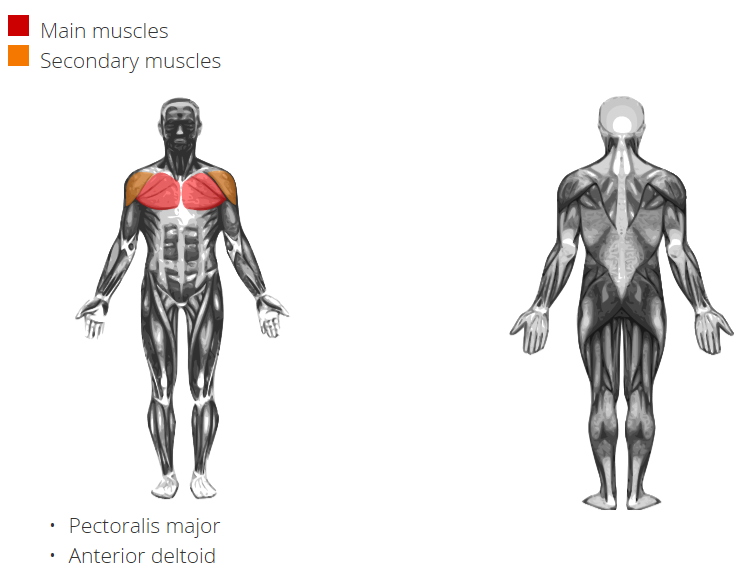 Main muscles
Secondary muscles
• Pectoralis major
• Anterior deltoid